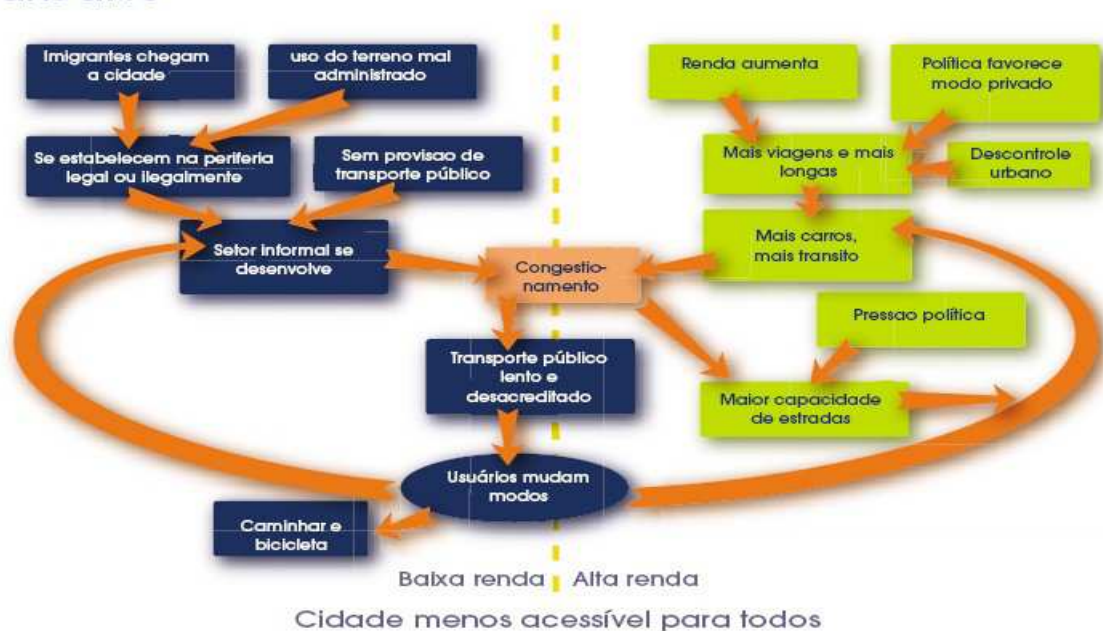 Imigrantes chegam
a cidade
uso do terreno mal
administrado
Renda aumenta
Política favorece
modo privado
Se estabelecem na periferia
legal ou ilegalmente
Sem provisao de
transporte público
Mais viagens e mais
longas
Descontrole
urbano
Setor informal se
desenvolve
Congestio-
namento
Mais carros,
mais transito
Pressao política
Transporte público
lento e
desacreditado
Maior capacidade
de estradas
Usuários mudam
modos
Caminhar e
bicicleta
Baixa renda
Alta renda
Cidade menos acessível para todos